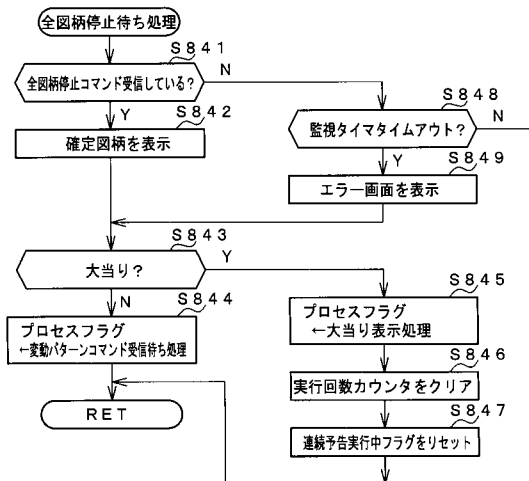 全図柄停止待ち処理
S841
全図柄停止コマンド受信している?
N
Y
S842
確定図柄を表示
S848
監視タイマタイムアウト?
N
Y
S849
エラー画面を表示
S843
大当り?
Y
N
S844
プロセスフラグ
←変動パターンコマンド受信待ち処理
RET
S845
プロセスフラグ
←大当り表示処理
S846
実行回数カウンタをクリア
S847
連続予告実行中フラグをリセット